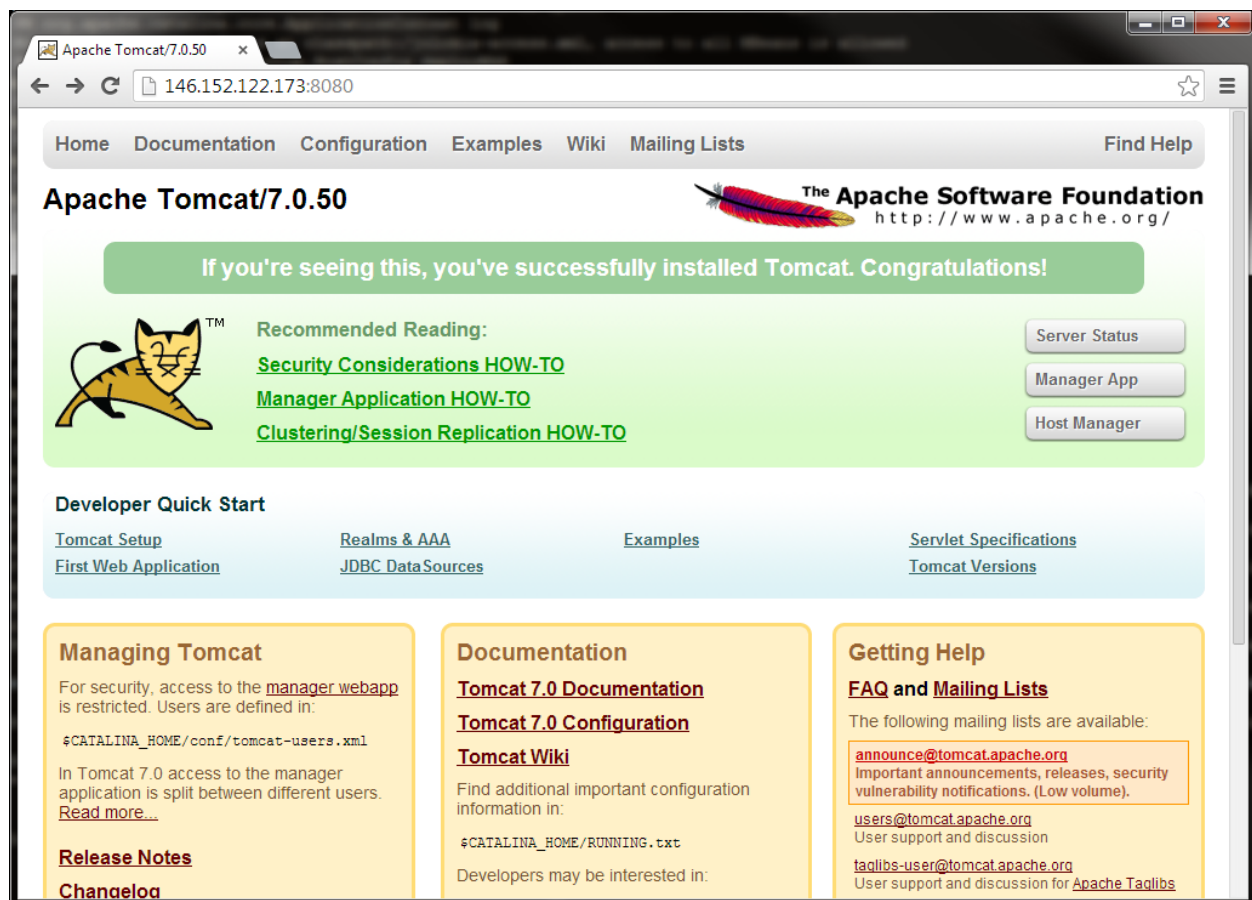 Apache Tomcat/7.0.50
146.152.122.173:8080
Home Documentation Configuration Examples Wiki Mailing Lists Find Help
Apache Tomcat/7.0.50
The Apache Software Foundation
http://www.apache.org/
If you're seeing this, you've successfully installed Tomcat. Congratulations!
TM
Recommended Reading:
Security Considerations HOW-TO
Manager Application HOW-TO
Clustering/Session Replication HOW-TO
Server Status
Manager App
Host Manager
Developer Quick Start
Tomcat Setup
First Web Application
Realms & AAA
JDBC DataSources
Examples
Servlet Specifications
Tomcat Versions
Managing Tomcat
For security, access to the manager webapp
is restricted. Users are defined in:
$CATALINA_HOME/conf/tomcat-users.xml
In Tomcat 7.0 access to the manager
application is split between different users.
Read more...
Release Notes
Changelog
Documentation
Tomcat 7.0 Documentation
Tomcat 7.0 Configuration
Tomcat Wiki
Find additional important configuration
information in:
$CATALINA_HOME/RUNNING.txt
Developers may be interested in:
Getting Help
FAQ and Mailing Lists
The following mailing lists are available:
announce@tomcat.apache.org
Important announcements, releases, security
vulnerability notifications. (Low volume).
users@tomcat.apache.org
User support and discussion
taglibs-user@tomcat.apache.org
User support and discussion for Apache Taglibs